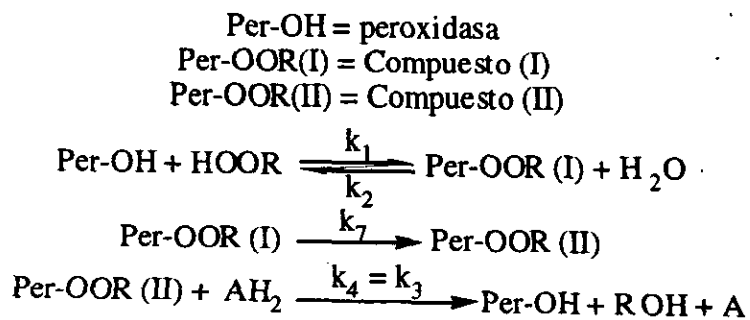 Per-OH = peroxidasa
Per-OOR(I) = Compuesto (I)
Per-OOR(II) = Compuesto (II)
Per-OH + HOOR ⇌ Per-OOR (I) + H₂O
k₁
k₂
Per-OOR (I) ⟶ Per-OOR (II)
k₇
Per-OOR (II) + AH₂ ⟶ Per-OH + ROH + A
k₄ = k₃